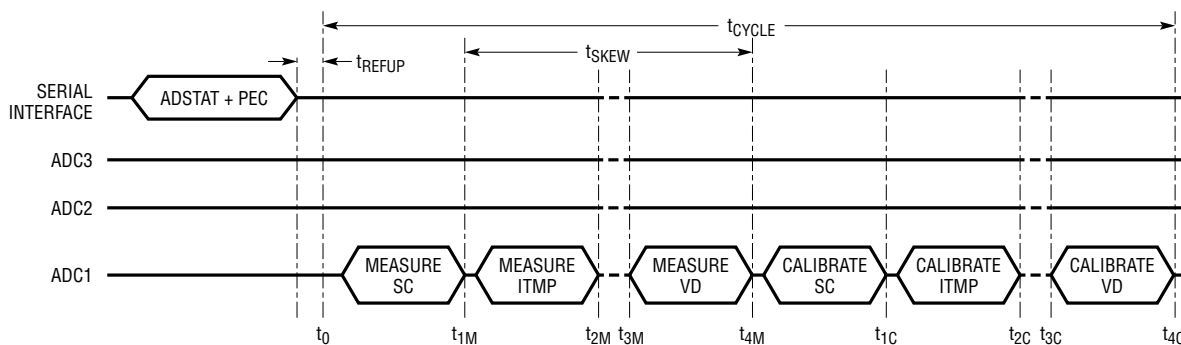 tCYCLE
tSKEW
tREFUP
SERIAL
INTERFACE
ADSTAT + PEC
ADC3
ADC2
ADC1
MEASURE
SC
MEASURE
ITMP
MEASURE
VD
CALIBRATE
SC
CALIBRATE
ITMP
CALIBRATE
VD
t0
t1M
t2M
t3M
t4M
t1C
t2C
t3C
t4C